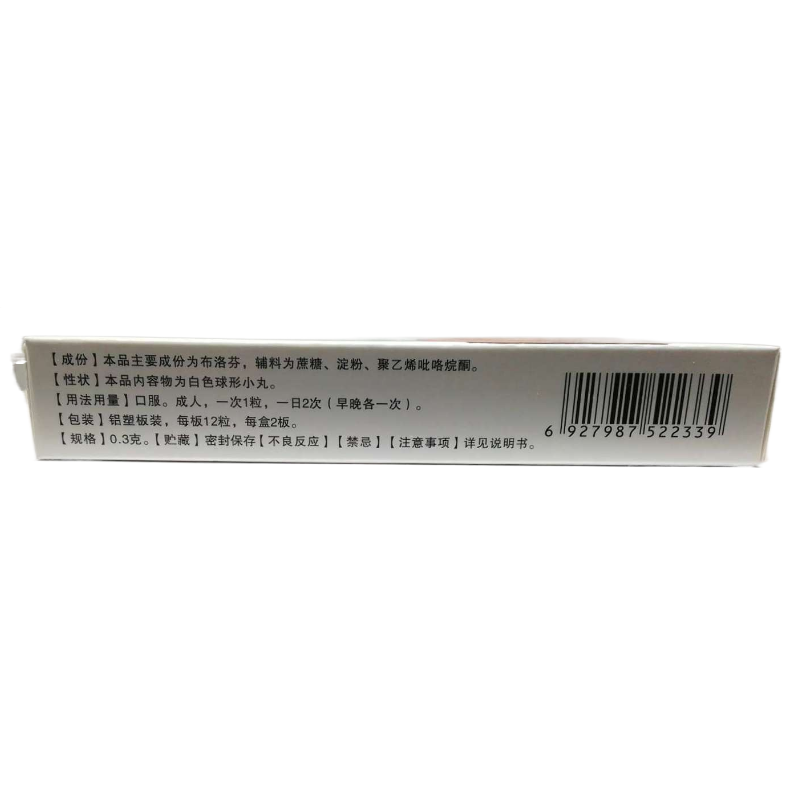 【成份】本品主要成份为布洛芬，辅料为蔗糖、淀粉、聚乙烯吡咯烷酮。
【性状】本品内容物为白色球形小丸。
【用法用量】口服。成人，一次1粒，一日2次（早晚各一次）。
【包装】铝塑板装，每板12粒，每盒2板。
【规格】0.3克。【贮藏】密封保存【不良反应】【禁忌】【注意事项】详见说明书。
6 927987 522339